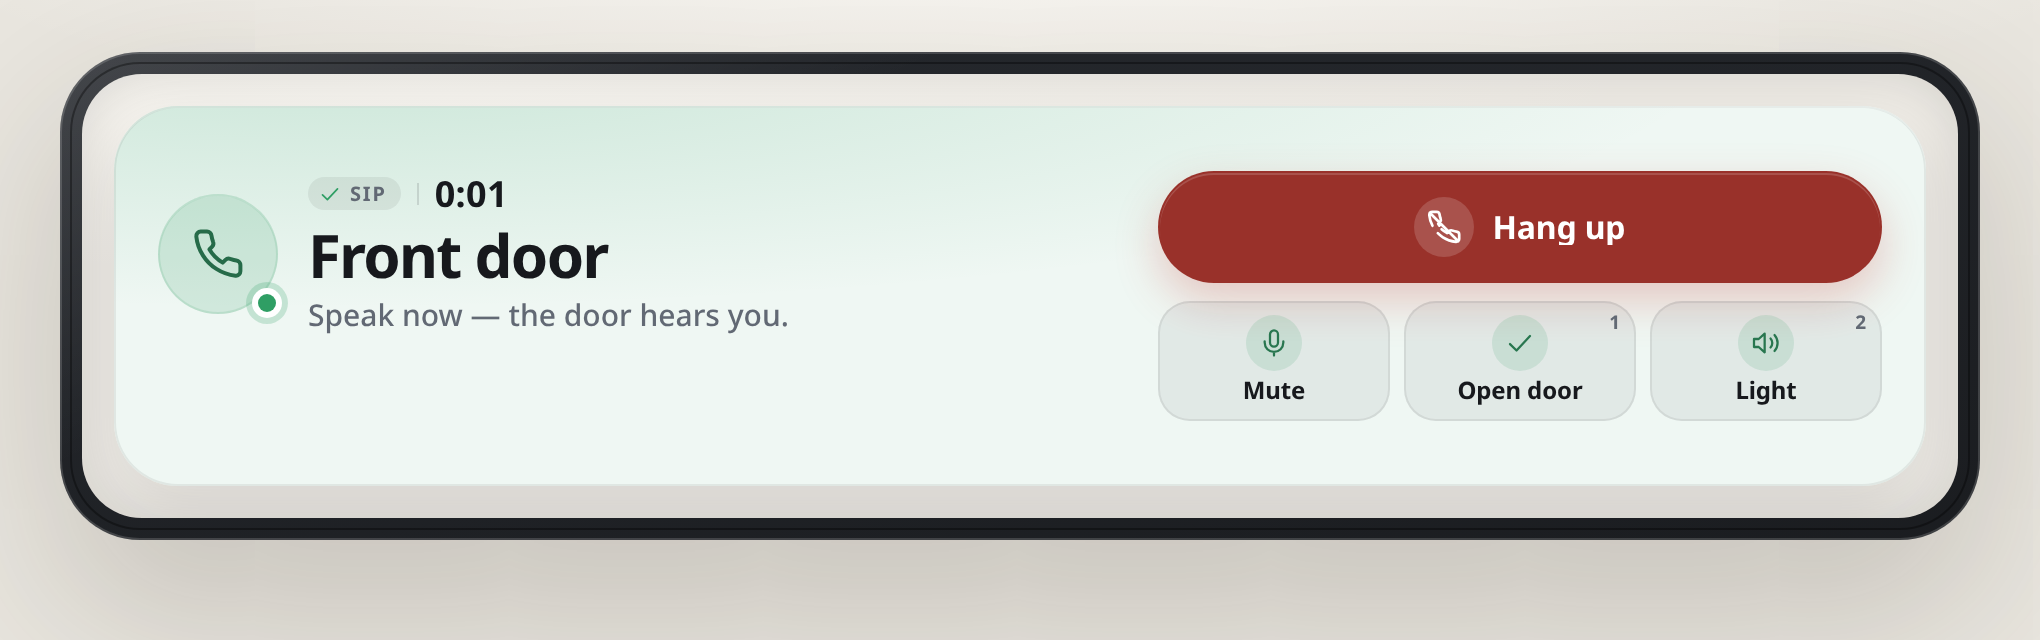 SIP
0:01
Front door
Speak now — the door hears you.
Hang up
Mute
1
Open door
2
Light